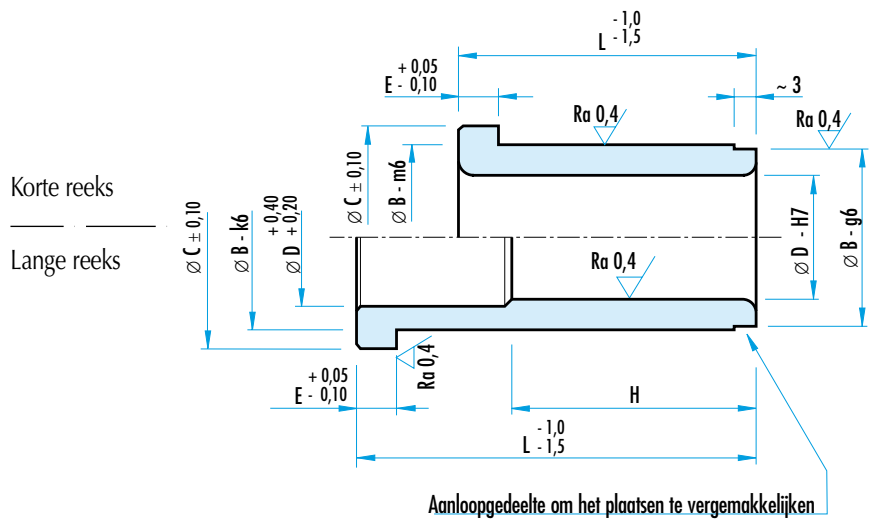 - 1,0
L - 1,5
+ 0,05
E - 0,10
~ 3
Ra 0,4
Ra 0,4
Korte reeks
Lange reeks
Ø C ± 0,10
Ø B - m6
Ø C ± 0,10
Ø B - k6
+ 0,40
Ø D + 0,20
Ra 0,4
Ø D - H7
Ø B - g6
Ra 0,4
+ 0,05
E - 0,10
H
- 1,0
L - 1,5
Aanloopgedeelte om het plaatsen te vergemakkelijken